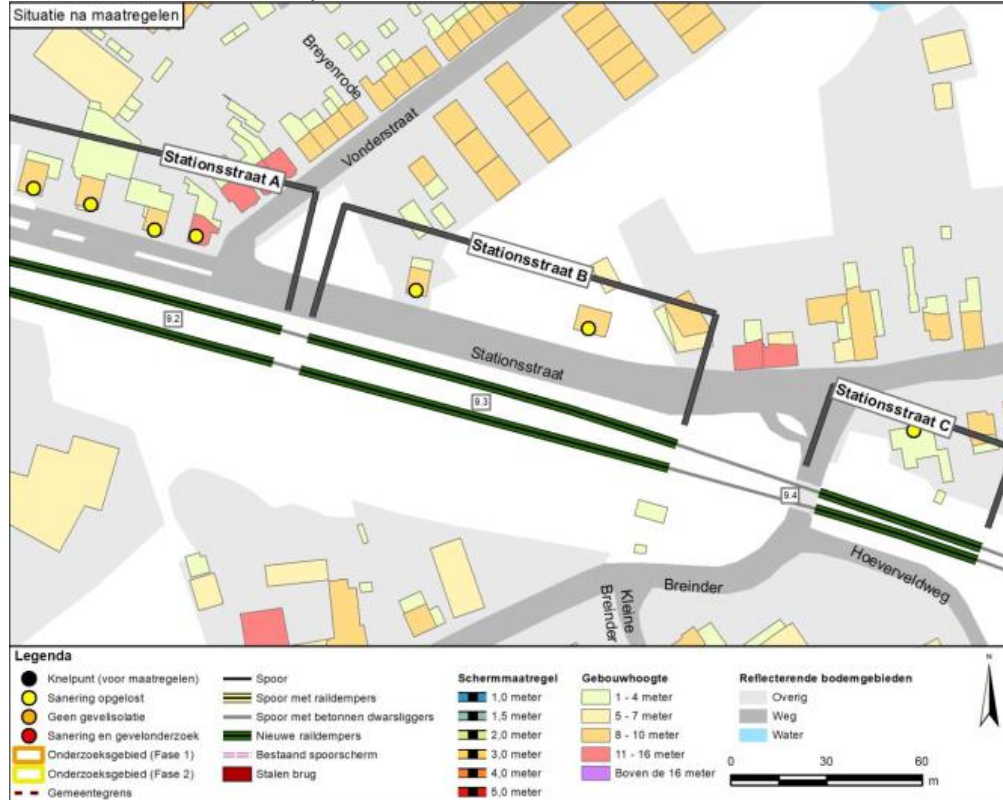 Situatie na maatregelen
Breyenrode
Vonderstraat
Stationsstraat A
Stationsstraat B
9.2
Stationsstraat
9.3
Stationsstraat C
9.4
Hoeverveldweg
Breinder
Kleine
Breinder
Legenda
Knelpunt (voor maatregelen)
Sanering opgelost
Geen gevelisolatie
Sanering en gevelonderzoek
Onderzoeksgebied (Fase 1)
Onderzoeksgebied (Fase 2)
Gemeentegrens
Spoor
Spoor met raildempers
Spoor met betonnen dwarsliggers
Nieuwe raildempers
Bestaand spoorscherm
Stalen brug
Schermmaatregel
1,0 meter
1,5 meter
2,0 meter
3,0 meter
4,0 meter
5,0 meter
Gebouwhoogte
1 - 4 meter
5 - 7 meter
8 - 10 meter
11 - 16 meter
Boven de 16 meter
Reflecterende bodemgebieden
Overig
Weg
Water
N
0 30 60
m